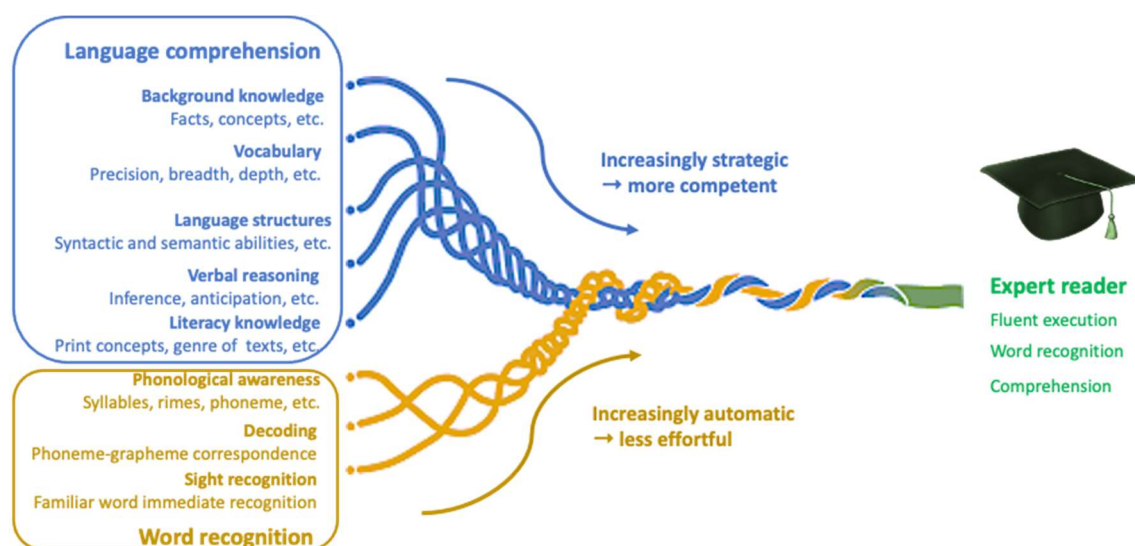 Language comprehension
Background knowledge
Facts, concepts, etc.
Vocabulary
Precision, breadth, depth, etc.
Language structures
Syntactic and semantic abilities, etc.
Verbal reasoning
Inference, anticipation, etc.
Literacy knowledge
Print concepts, genre of texts, etc.
Phonological awareness
Syllables, rimes, phoneme, etc.
Decoding
Phoneme-grapheme correspondence
Sight recognition
Familiar word immediate recognition
Word recognition
Increasingly strategic
→ more competent
Increasingly automatic
→ less effortful
Expert reader
Fluent execution
Word recognition
Comprehension